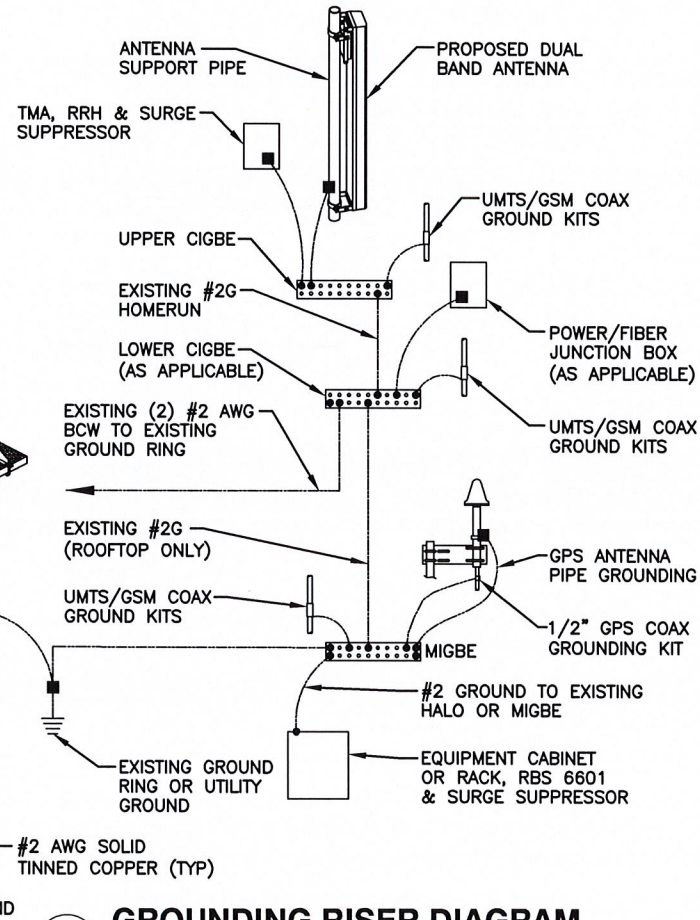 ANTENNA
SUPPORT PIPE
PROPOSED DUAL
BAND ANTENNA
TMA, RRH & SURGE
SUPPRESSOR
UMTS/GSM COAX
GROUND KITS
UPPER CIGBE
EXISTING #2G
HOMERUN
POWER/FIBER
JUNCTION BOX
(AS APPLICABLE)
LOWER CIGBE
(AS APPLICABLE)
EXISTING (2) #2 AWG
BCW TO EXISTING
GROUND RING
UMTS/GSM COAX
GROUND KITS
EXISTING #2G
(ROOFTOP ONLY)
GPS ANTENNA
PIPE GROUNDING
UMTS/GSM COAX
GROUND KITS
1/2" GPS COAX
GROUNDING KIT
MIGBE
#2 GROUND TO EXISTING
HALO OR MIGBE
EXISTING GROUND
RING OR UTILITY
GROUND
EQUIPMENT CABINET
OR RACK, RBS 6601
& SURGE SUPPRESSOR
#2 AWG SOLID
TINNED COPPER (TYP)
GROUNDING RISER DIAGRAM